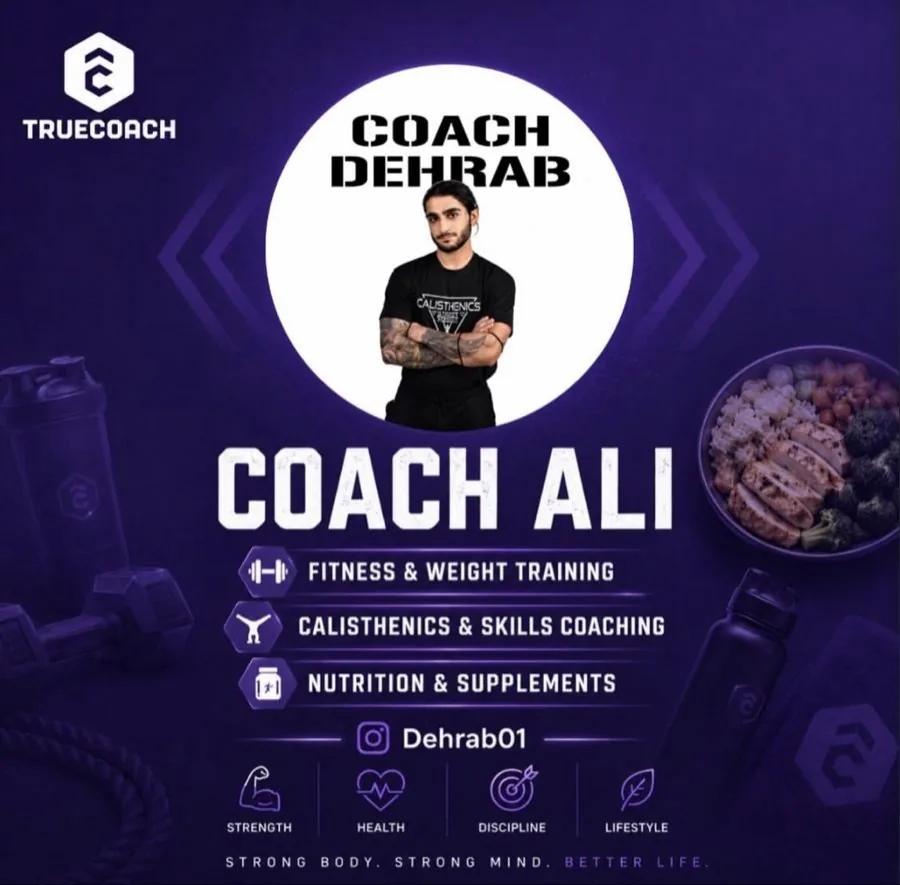 TRUECOACH
COACH
DEHRAB
CALISTHENICS
COACH ALI
FITNESS & WEIGHT TRAINING
CALISTHENICS & SKILLS COACHING
NUTRITION & SUPPLEMENTS
Dehrab01
STRENGTH
HEALTH
DISCIPLINE
LIFESTYLE
STRONG BODY. STRONG MIND. BETTER LIFE.